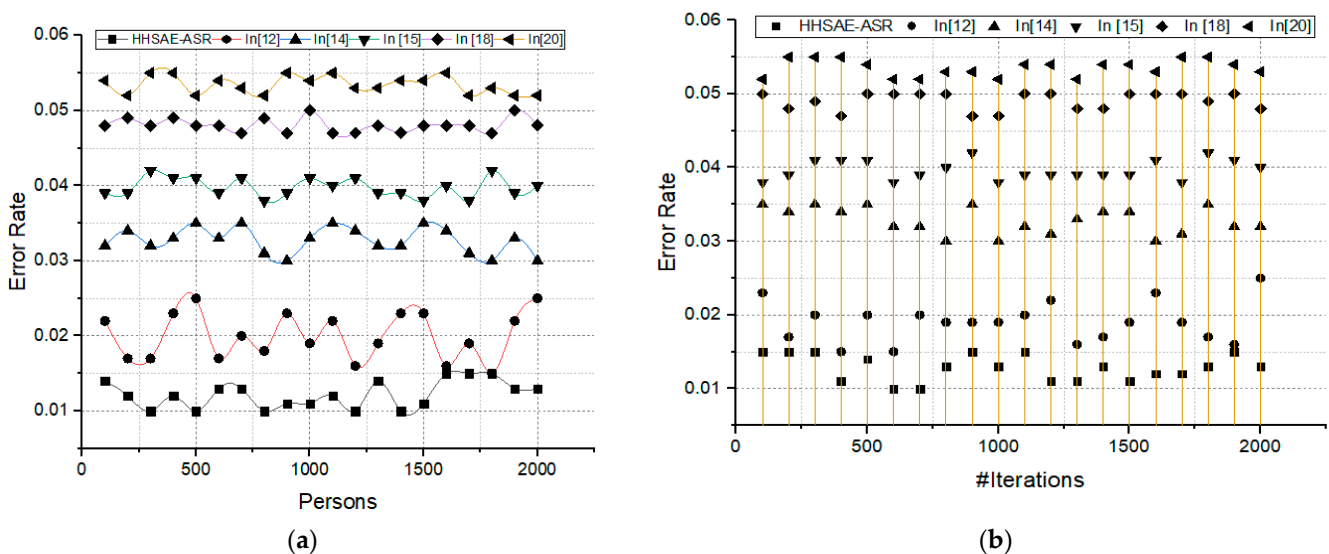 0.06
HHSAE-ASR In[12] In[14] In [15] In [18] In[20]
0.05
0.04
0.03
0.02
0.01
Error Rate
0 500 1000 1500 2000
Persons
(a)
HHSAE-ASR In[12] In[14] In [15] In [18] In[20]
0.06
0.05
0.04
0.03
0.02
0.01
Error Rate
0 500 1000 1500 2000
#Iterations
(b)